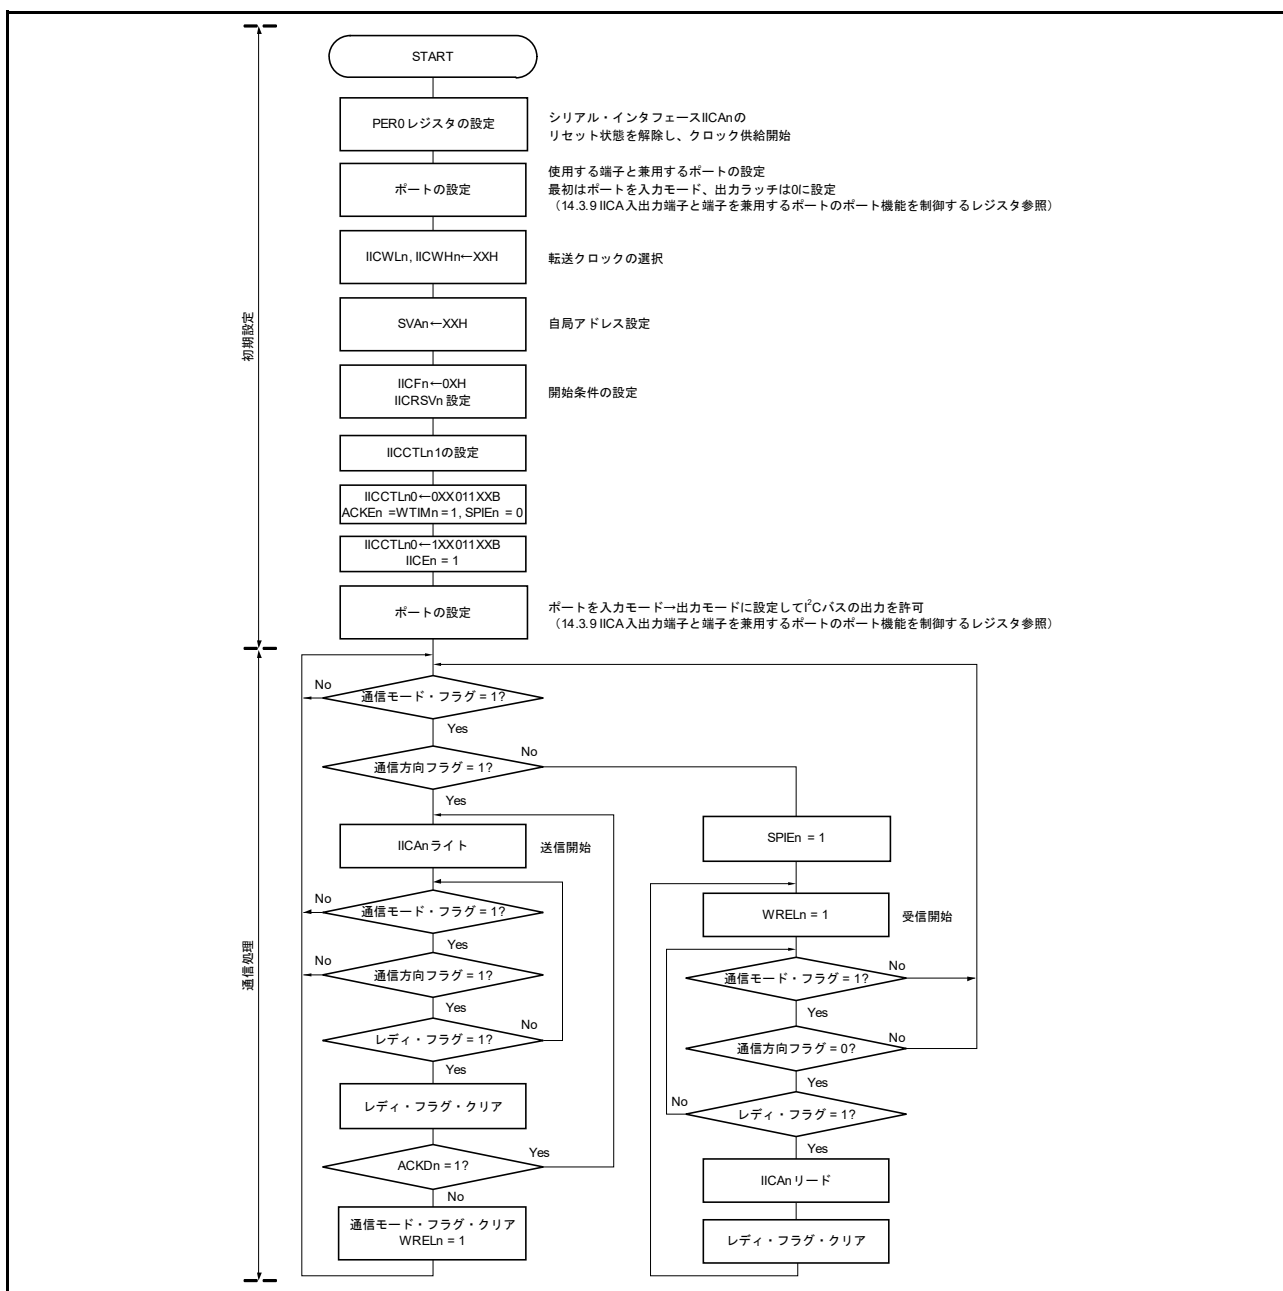 START
PER0レジスタの設定
シリアル・インタフェースIICAnの
リセット状態を解除し、クロック供給開始
ポートの設定
使用する端子と兼用するポートの設定
最初はポートを入力モード、出力ラッチは0に設定
（14.3.9 IICA入出力端子と端子を兼用するポートのポート機能を制御するレジスタ参照）
IICWLn, IICWHn←XXH
転送クロックの選択
SVAn←XXH
自局アドレス設定
IICFn←0XH
IICRSVn 設定
開始条件の設定
IICCTLn1の設定
IICCTLn0←0XX011XXB
ACKEn =WTIMn = 1, SPIEn = 0
IICCTLn0←1XX011XXB
IICEn = 1
ポートの設定
ポートを入力モード→出力モードに設定してI²Cバスの出力を許可
（14.3.9 IICA入出力端子と端子を兼用するポートのポート機能を制御するレジスタ参照）
初期設定
通信モード・フラグ = 1?
No
Yes
通信方向フラグ = 1?
No
Yes
IICAnライト
送信開始
通信モード・フラグ = 1?
No
Yes
通信方向フラグ = 1?
No
Yes
レディ・フラグ = 1?
No
Yes
レディ・フラグ・クリア
ACKDn = 1?
Yes
No
通信モード・フラグ・クリア
WRELn = 1
SPIEn = 1
WRELn = 1
受信開始
通信モード・フラグ = 1?
No
Yes
通信方向フラグ = 0?
No
Yes
レディ・フラグ = 1?
No
Yes
IICAnリード
レディ・フラグ・クリア
通信処理